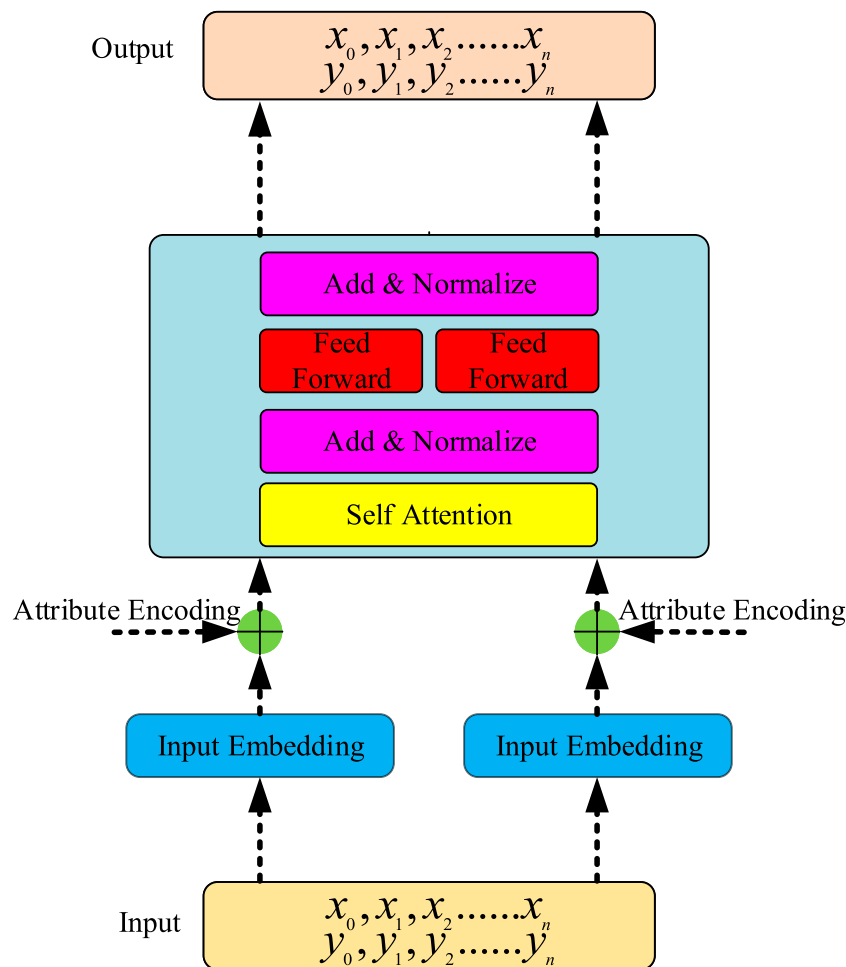 Output
x₀, x₁, x₂......xₙ
y₀, y₁, y₂......yₙ
Add & Normalize
Feed
Forward
Feed
Forward
Add & Normalize
Self Attention
Attribute Encoding
Attribute Encoding
Input Embedding
Input Embedding
Input
x₀, x₁, x₂......xₙ
y₀, y₁, y₂......yₙ